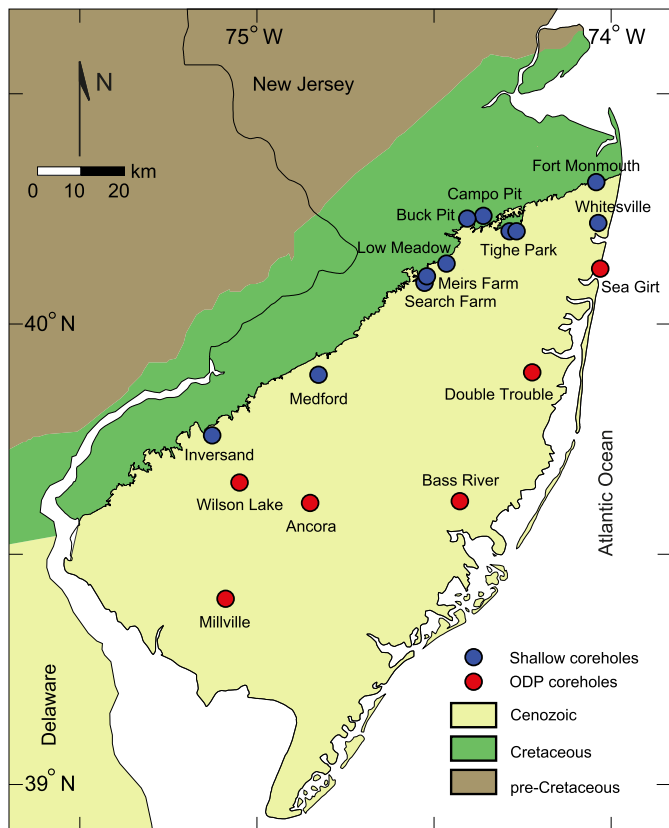 75° W
74° W
New Jersey
N
km
0 10 20
Fort Monmouth
Campo Pit
Buck Pit
Whitesville
Low Meadow
Tighe Park
Meirs Farm
Sea Girt
Search Farm
40° N
Medford
Double Trouble
Inversand
Bass River
Wilson Lake
Ancora
Atlantic Ocean
Millville
Delaware
Shallow coreholes
ODP coreholes
Cenozoic
Cretaceous
pre-Cretaceous
39° N